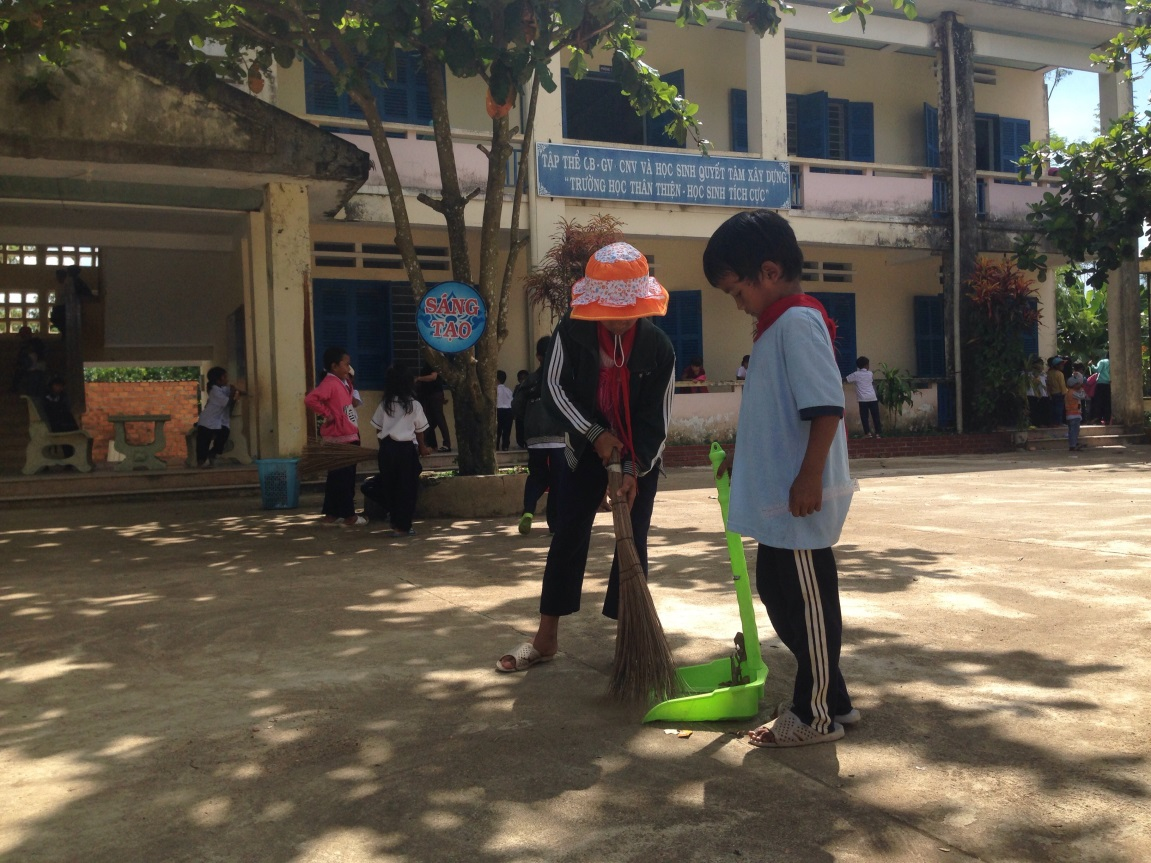 TẬP THỂ CB - GV - CNV VÀ HỌC SINH QUYẾT TÂM XÂY DỰNG
"TRƯỜNG HỌC THÂN THIỆN - HỌC SINH TÍCH CỰC"
SÁNG
TẠO